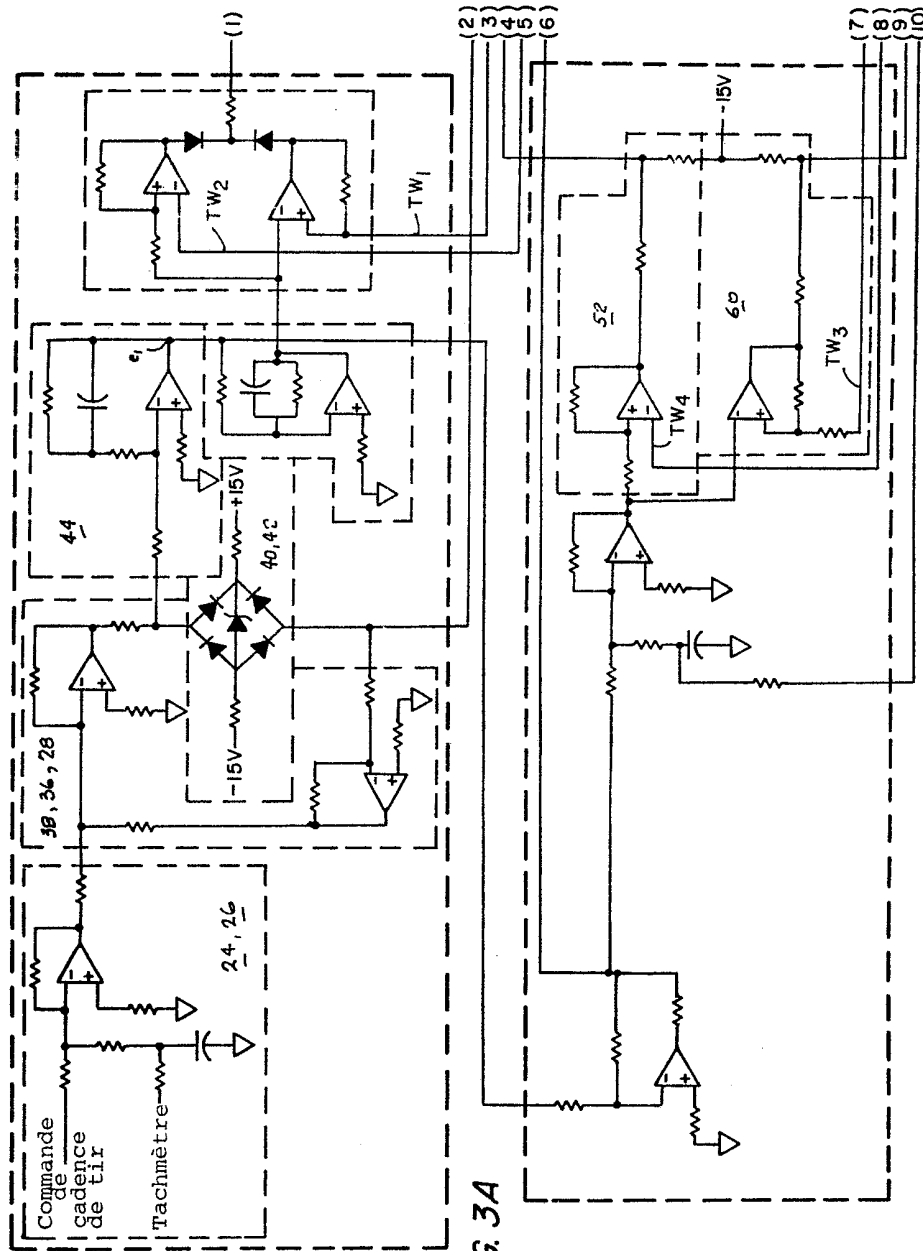 Commande
de
cadence
de tir
Tachmètre
24, 26
38, 36, 28
-15V
+15V
40, 42
44
e1
TW2
TW1
(1)
(2)
(3)
(4)
(5)
(6)
52
60
TW4
TW3
-15V
(7)
(8)
(9)
(10)
G. 3A